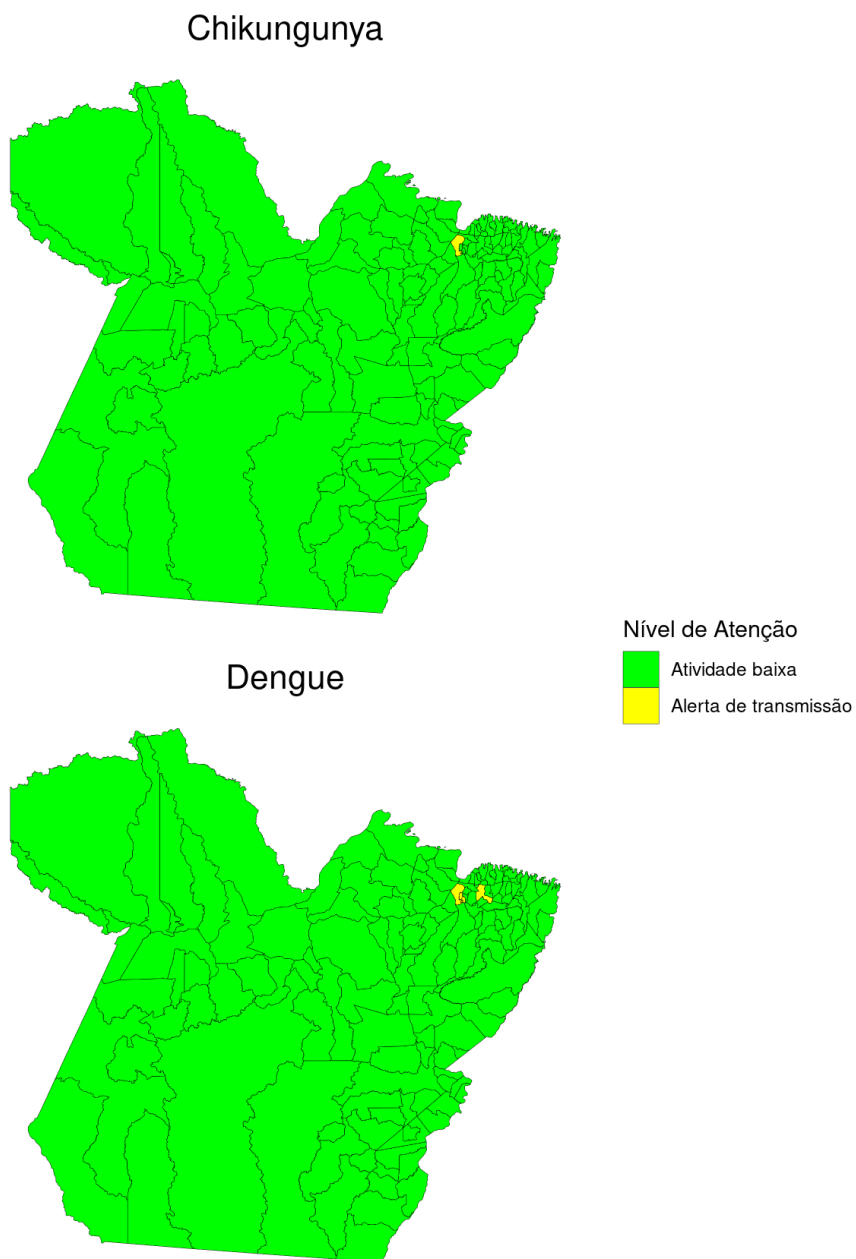 Chikungunya
Nível de Atenção
Atividade baixa
Alerta de transmissão
Dengue